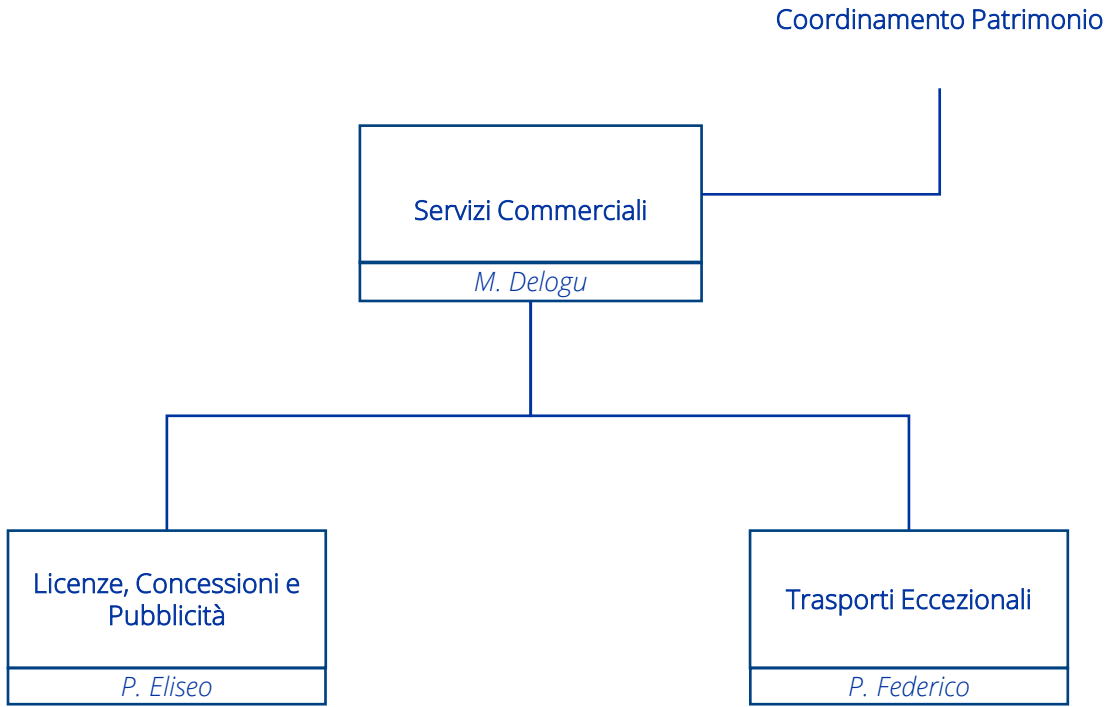 Coordinamento Patrimonio
Servizi Commerciali
M. Delogu
Licenze, Concessioni e
Pubblicità
P. Eliseo
Trasporti Eccezionali
P. Federico